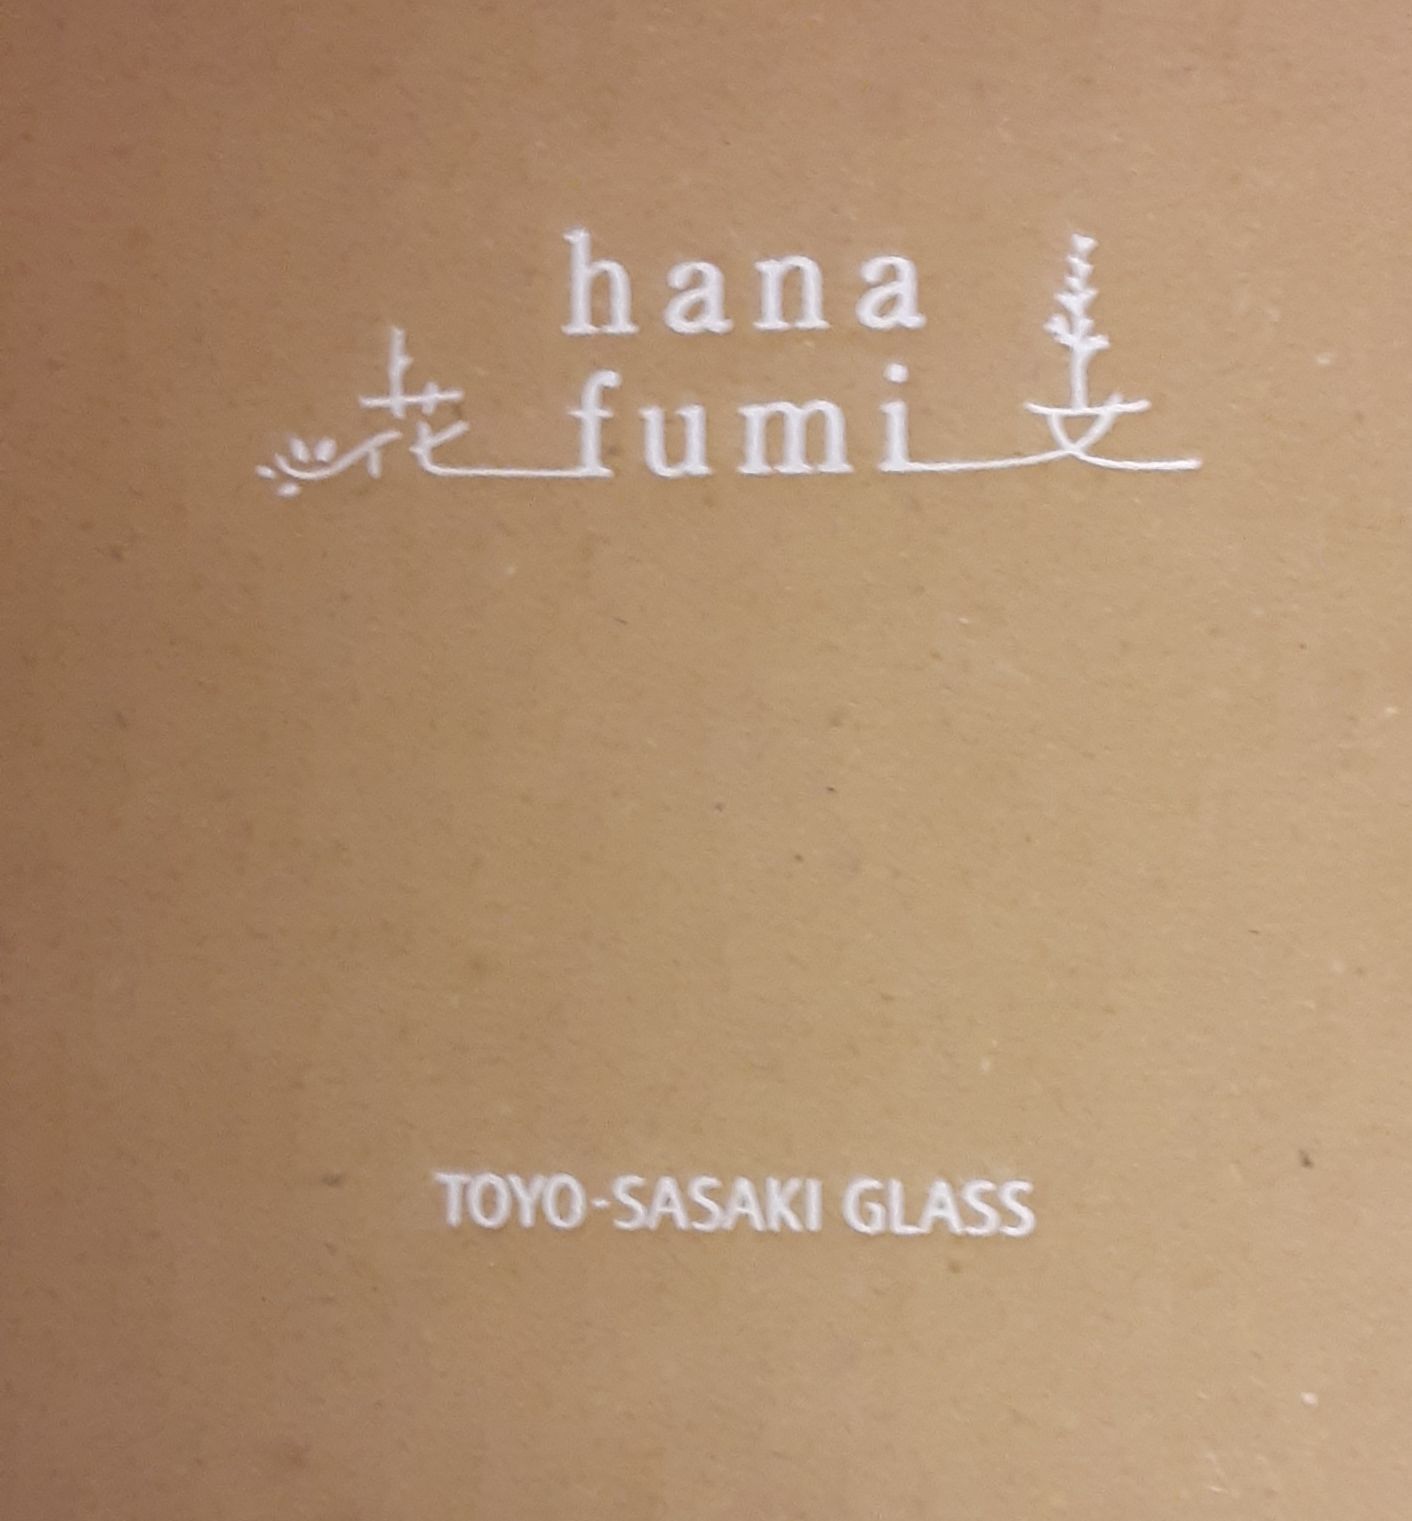 hana
花 fumi 文
TOYO-SASAKI GLASS